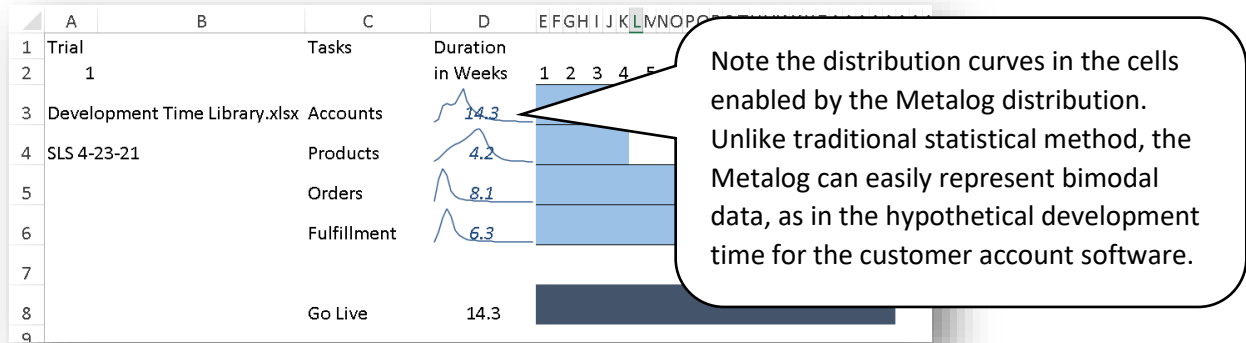 A B C D E F G H I J K L M N O P
1 Trial Tasks Duration
2 1 in Weeks 1 2 3 4 5
3 Development Time Library.xlsx Accounts 14.3
4 SLS 4-23-21 Products 4.2
5 Orders 8.1
6 Fulfillment 6.3
7
8 Go Live 14.3
9
Note the distribution curves in the cells
enabled by the Metalog distribution.
Unlike traditional statistical method, the
Metalog can easily represent bimodal
data, as in the hypothetical development
time for the customer account software.